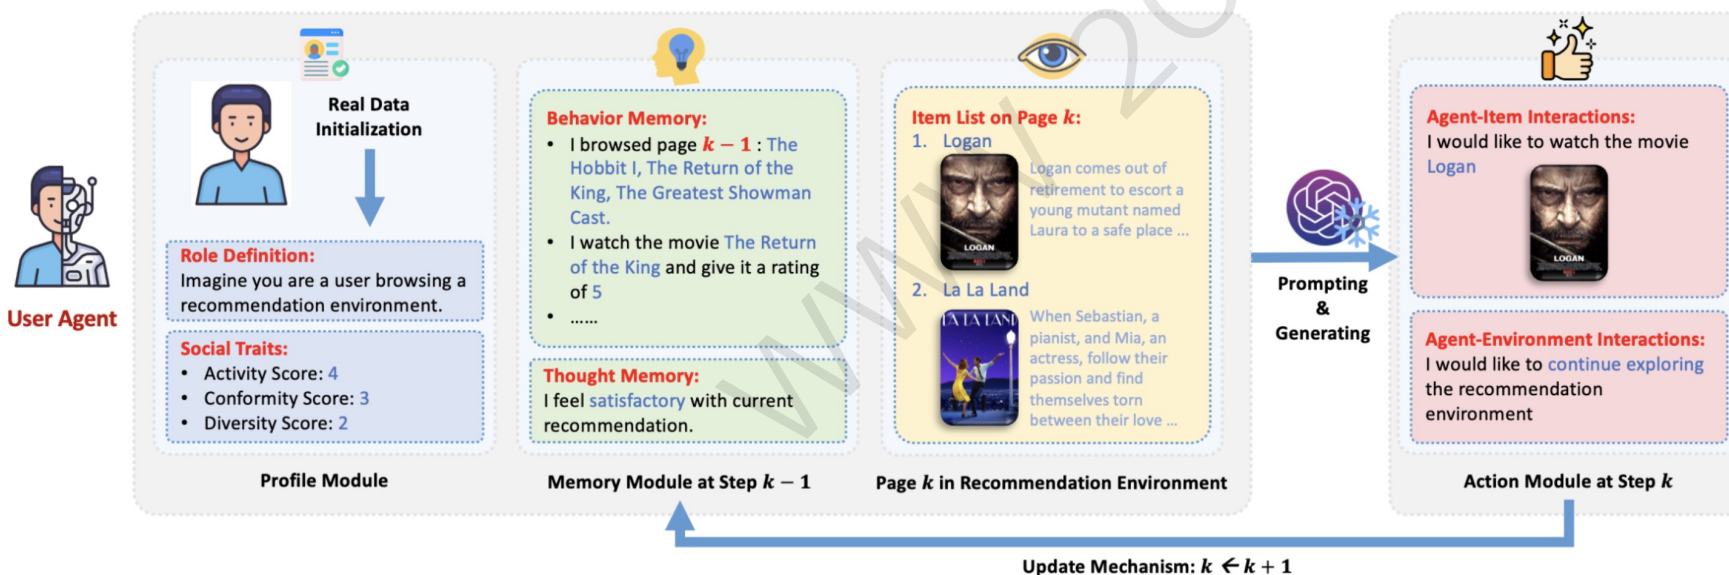 User Agent
Real Data
Initialization
Role Definition:
Imagine you are a user browsing a
recommendation environment.
Social Traits:
• Activity Score: 4
• Conformity Score: 3
• Diversity Score: 2
Profile Module
Behavior Memory:
• I browsed page k − 1 : The
Hobbit I, The Return of the
King, The Greatest Showman
Cast.
• I watch the movie The Return
of the King and give it a rating
of 5
• ......
Thought Memory:
I feel satisfactory with current
recommendation.
Memory Module at Step k − 1
Item List on Page k:
1. Logan
Logan comes out of
retirement to escort a
young mutant named
Laura to a safe place ...
LOGAN
2. La La Land
LA LA LAND
When Sebastian, a
pianist, and Mia, an
actress, follow their
passion and find
themselves torn
between their love ...
Page k in Recommendation Environment
Prompting
&
Generating
Agent-Item Interactions:
I would like to watch the movie
Logan
LOGAN
Agent-Environment Interactions:
I would like to continue exploring
the recommendation
environment
Action Module at Step k
Update Mechanism: k ← k + 1
WWW 20